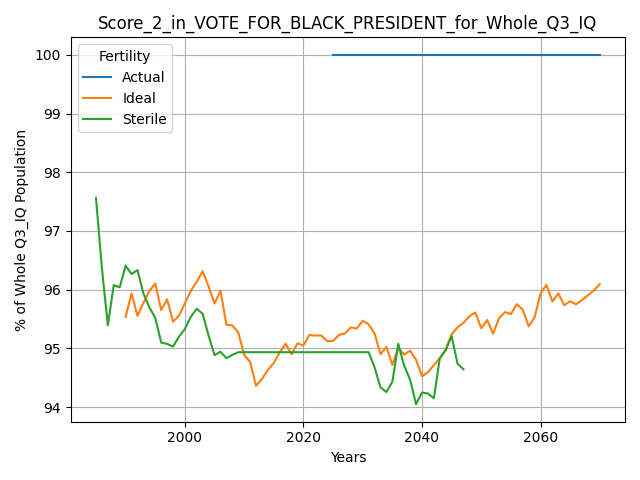 Score_2_in_VOTE_FOR_BLACK_PRESIDENT_for_Whole_Q3_IQ
Fertility
Actual
Ideal
Sterile
100
99
98
97
96
95
94
% of Whole Q3_IQ Population
2000 2020 2040 2060
Years